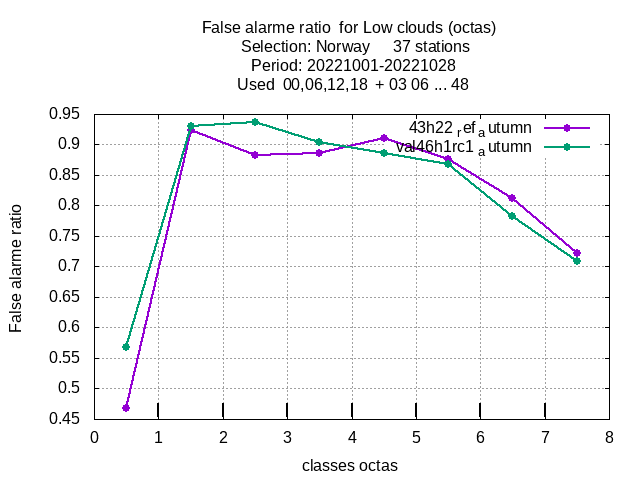 False alarme ratio  for Low clouds (octas)
Selection: Norway     37 stations
Period: 20221001-20221028
Used  00,06,12,18  + 03 06 ... 48
43h22 ref autumn
val46h1rc1 autumn
0.95
0.9
0.85
0.8
0.75
0.7
0.65
0.6
0.55
0.5
0.45
False alarme ratio
0 1 2 3 4 5 6 7 8
classes octas